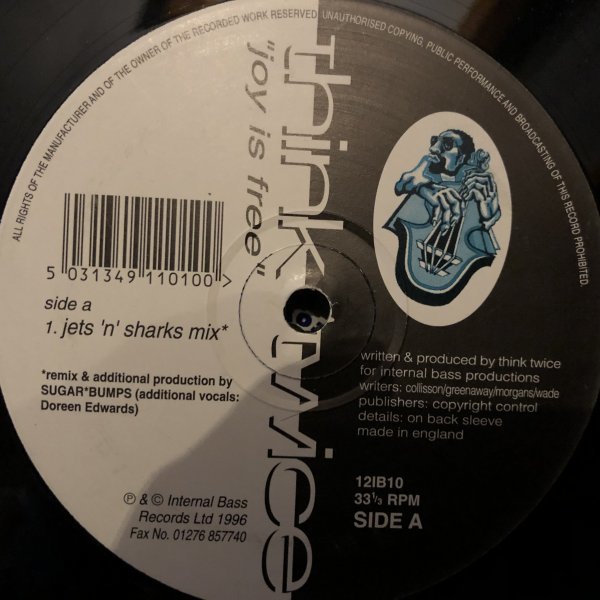 ALL RIGHTS OF THE MANUFACTURER AND OF THE OWNER OF THE RECORDED WORK RESERVED. UNAUTHORISED COPYING, PUBLIC PERFORMANCE AND BROADCASTING OF THIS RECORD PROHIBITED.
think twice
"joy is free"
5 031349 110100 >
side a
1. jets 'n' sharks mix*
*remix & additional production by
SUGAR*BUMPS (additional vocals:
Doreen Edwards)
℗ & © Internal Bass
Records Ltd 1996
Fax No. 01276 857740
written & produced by think twice
for internal bass productions
writers: collisson/greenaway/morgans/wade
publishers: copyright control
details: on back sleeve
made in england
12IB10
33⅓ RPM
SIDE A